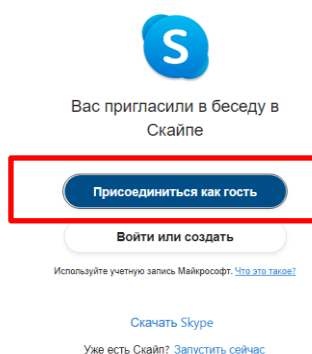 S
Вас пригласили в беседу в
Скайпе
Присоединиться как гость
Войти или создать
Используйте учетную запись Майкрософт. Что это такое?
Скачать Skype
Уже есть Скайп? Запустить сейчас